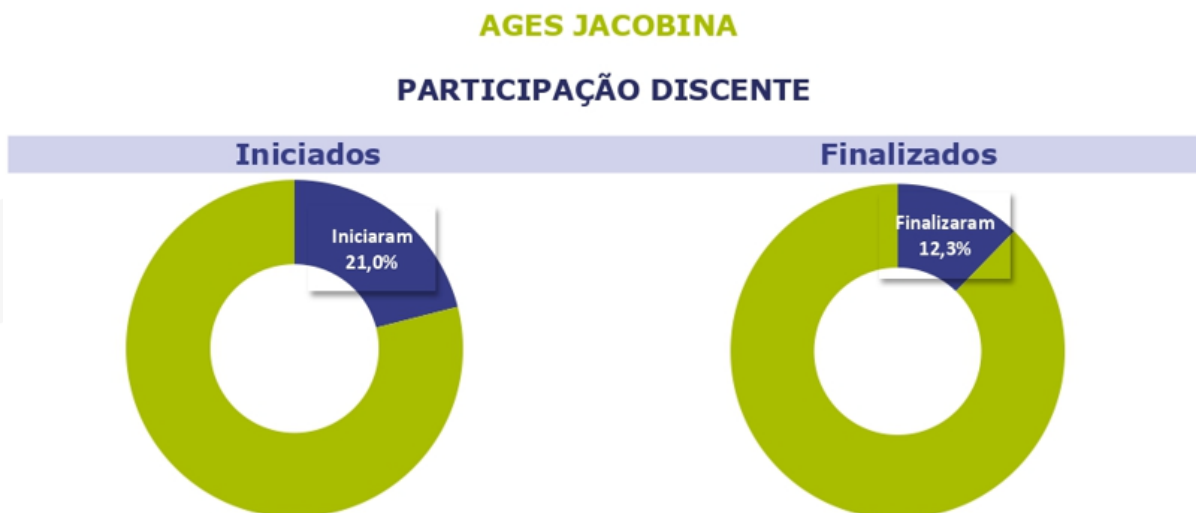 AGES JACOBINA
PARTICIPAÇÃO DISCENTE
Iniciados
Finalizados
Iniciaram
21,0%
Finalizaram
12,3%